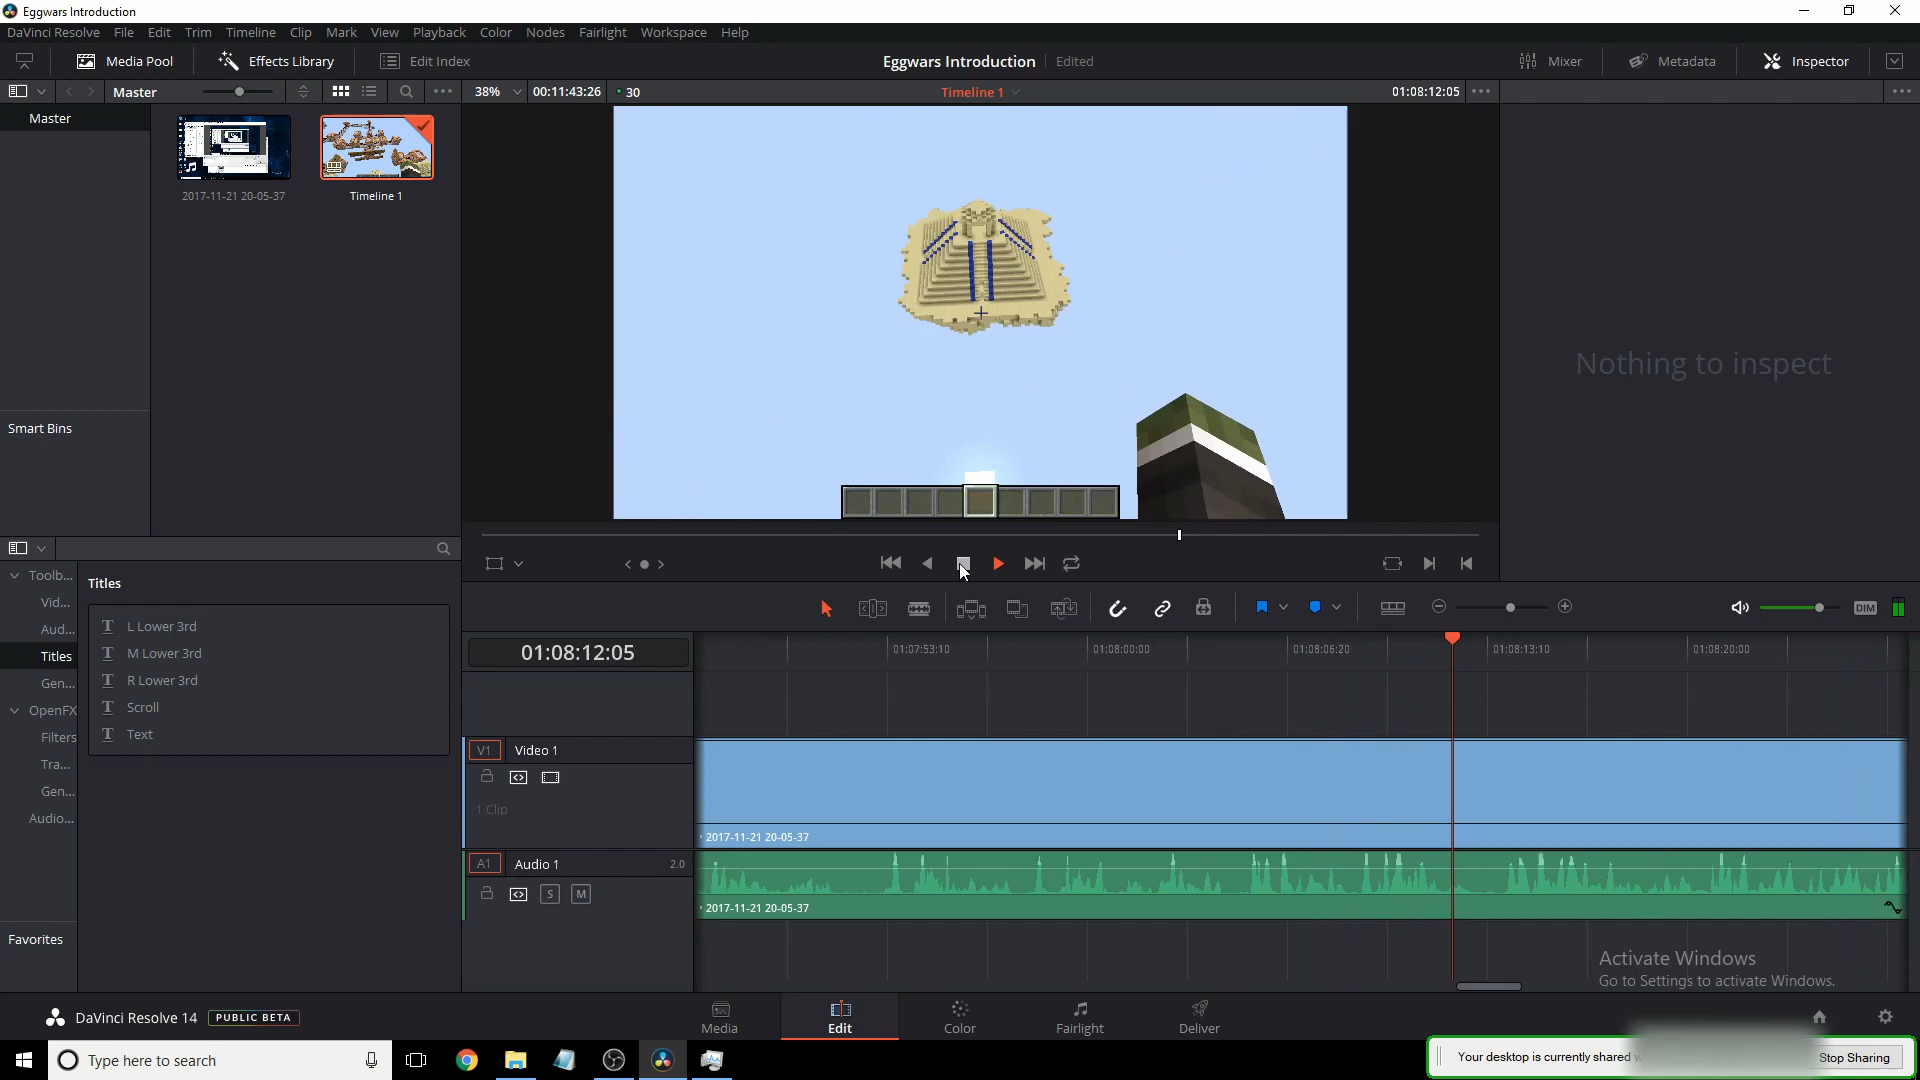 Eggwars Introduction
DaVinci Resolve File Edit Trim Timeline Clip Mark View Playback Color Nodes Fairlight Workspace Help
Media Pool Effects Library Edit Index Eggwars Introduction Edited Mixer Metadata Inspector
Master 38% 00:11:43:26 30 Timeline 1 01:08:12:05
Master
2017-11-21 20-05-37 Timeline 1
Nothing to inspect
Smart Bins
Toolb... Titles
Vid... L Lower 3rd
Aud... M Lower 3rd
Titles R Lower 3rd
Gen... Scroll
OpenFX Text
Filters
Tra...
Gen...
Audio...
Favorites
DIM
01:08:12:05 01:07:53:10 01:08:00:00 01:08:06:20 01:08:13:10 01:08:20:00
V1 Video 1
1 Clip
2017-11-21 20-05-37
A1 Audio 1 2.0
S M
2017-11-21 20-05-37
Activate Windows
Go to Settings to activate Windows.
DaVinci Resolve 14 PUBLIC BETA Media Edit Color Fairlight Deliver
Type here to search
Your desktop is currently shared Stop Sharing